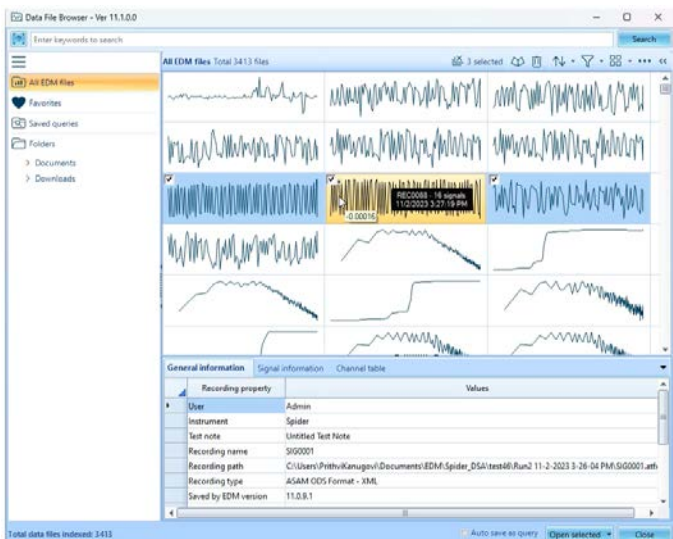 Data File Browser - Ver 11.1.0.0
Enter keywords to search
Search
All EDM files Total 3413 files
3 selected
All EDM files
Favorites
Saved queries
Folders
Documents
Downloads
REC0088 - 16 signals
11/2/2023 3:27:19 PM
-0.00016
General information Signal information Channel table
Recording property Values
User Admin
Instrument Spider
Test note Untitled Test Note
Recording name SIG0001
Recording path C:\Users\PrithviKanugovi\Documents\EDM\Spider_DSA\test46\Run2 11-2-2023 3-26-04 PM\SIG0001.atf
Recording type ASAM ODS Format - XML
Saved by EDM version 11.0.9.1
Total data files indexed: 3413
Auto save as query Open selected Close